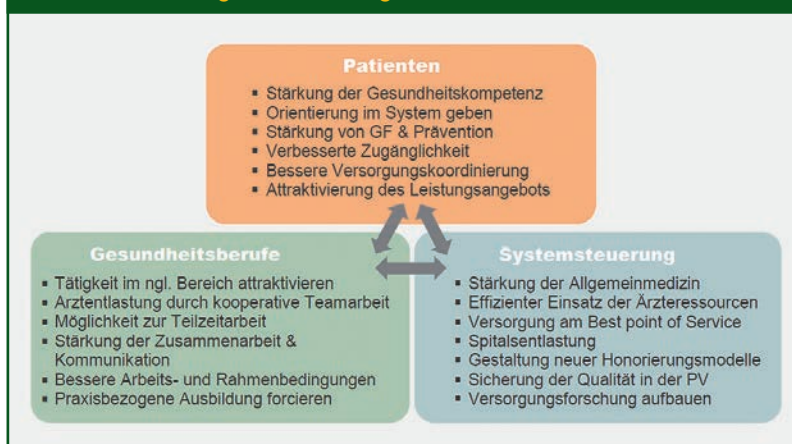 Patienten
▪ Stärkung der Gesundheitskompetenz
▪ Orientierung im System geben
▪ Stärkung von GF & Prävention
▪ Verbesserte Zugänglichkeit
▪ Bessere Versorgungskoordinierung
▪ Attraktivierung des Leistungsangebots
Gesundheitsberufe
▪ Tätigkeit im ngl. Bereich attraktivieren
▪ Arztentlastung durch kooperative Teamarbeit
▪ Möglichkeit zur Teilzeitarbeit
▪ Stärkung der Zusammenarbeit &
Kommunikation
▪ Bessere Arbeits- und Rahmenbedingungen
▪ Praxisbezogene Ausbildung forcieren
Systemsteuerung
▪ Stärkung der Allgemeinmedizin
▪ Effizienter Einsatz der Ärzteressourcen
▪ Versorgung am Best point of Service
▪ Spitalsentlastung
▪ Gestaltung neuer Honorierungsmodelle
▪ Sicherung der Qualität in der PV
▪ Versorgungsforschung aufbauen